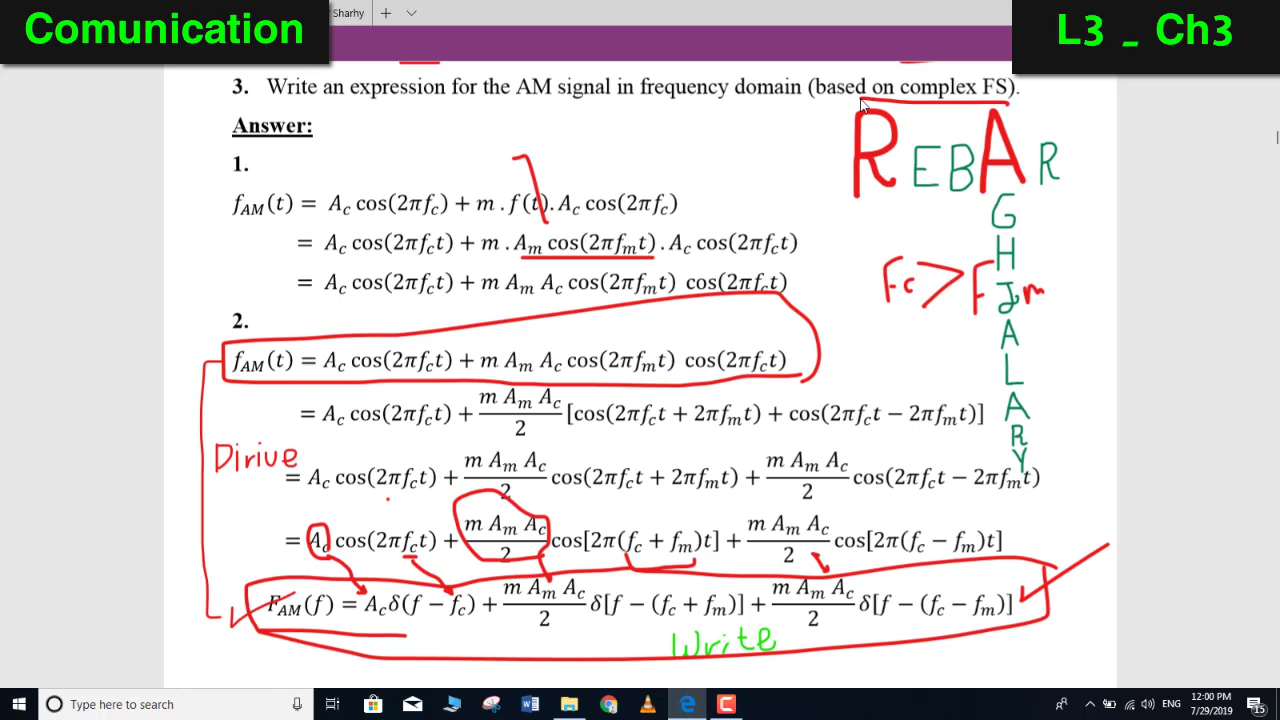 Sharhy
Comunication
L3 _ Ch3
3. Write an expression for the AM signal in frequency domain (based on complex FS).
Answer:
1.
REBAR
GHJALARY
f_AM(t) = A_c cos(2πf_c) + m . f(t). A_c cos(2πf_c)
= A_c cos(2πf_c t) + m . A_m cos(2πf_m t) . A_c cos(2πf_c t)
= A_c cos(2πf_c t) + m A_m A_c cos(2πf_m t) cos(2πf_c t)
Fc > Fm
2.
f_AM(t) = A_c cos(2πf_c t) + m A_m A_c cos(2πf_m t) cos(2πf_c t)
= A_c cos(2πf_c t) + m A_m A_c/2 [cos(2πf_c t + 2πf_m t) + cos(2πf_c t − 2πf_m t)]
Dirive
= A_c cos(2πf_c t) + m A_m A_c/2 cos(2πf_c t + 2πf_m t) + m A_m A_c/2 cos(2πf_c t − 2πf_m t)
= A_c cos(2πf_c t) + m A_m A_c/2 cos[2π(f_c + f_m)t] + m A_m A_c/2 cos[2π(f_c − f_m)t]
F_AM(f) = A_c δ(f − f_c) + m A_m A_c/2 δ[f − (f_c + f_m)] + m A_m A_c/2 δ[f − (f_c − f_m)]
Write
Type here to search
ENG
12:00 PM
7/29/2019
15